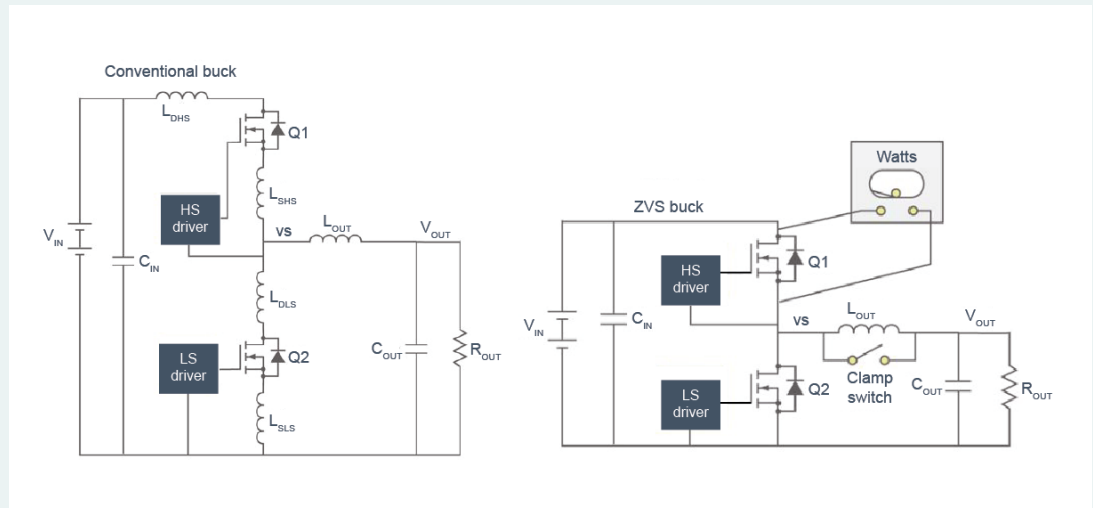 Conventional buck
LDHS
Q1
LSHS
HS
driver
VS
LOUT
VOUT
VIN
CIN
LDLS
LS
driver
Q2
COUT
ROUT
LSLS
Watts
ZVS buck
HS
driver
Q1
VIN
CIN
VS
LOUT
VOUT
LS
driver
Q2
Clamp
switch
COUT
ROUT